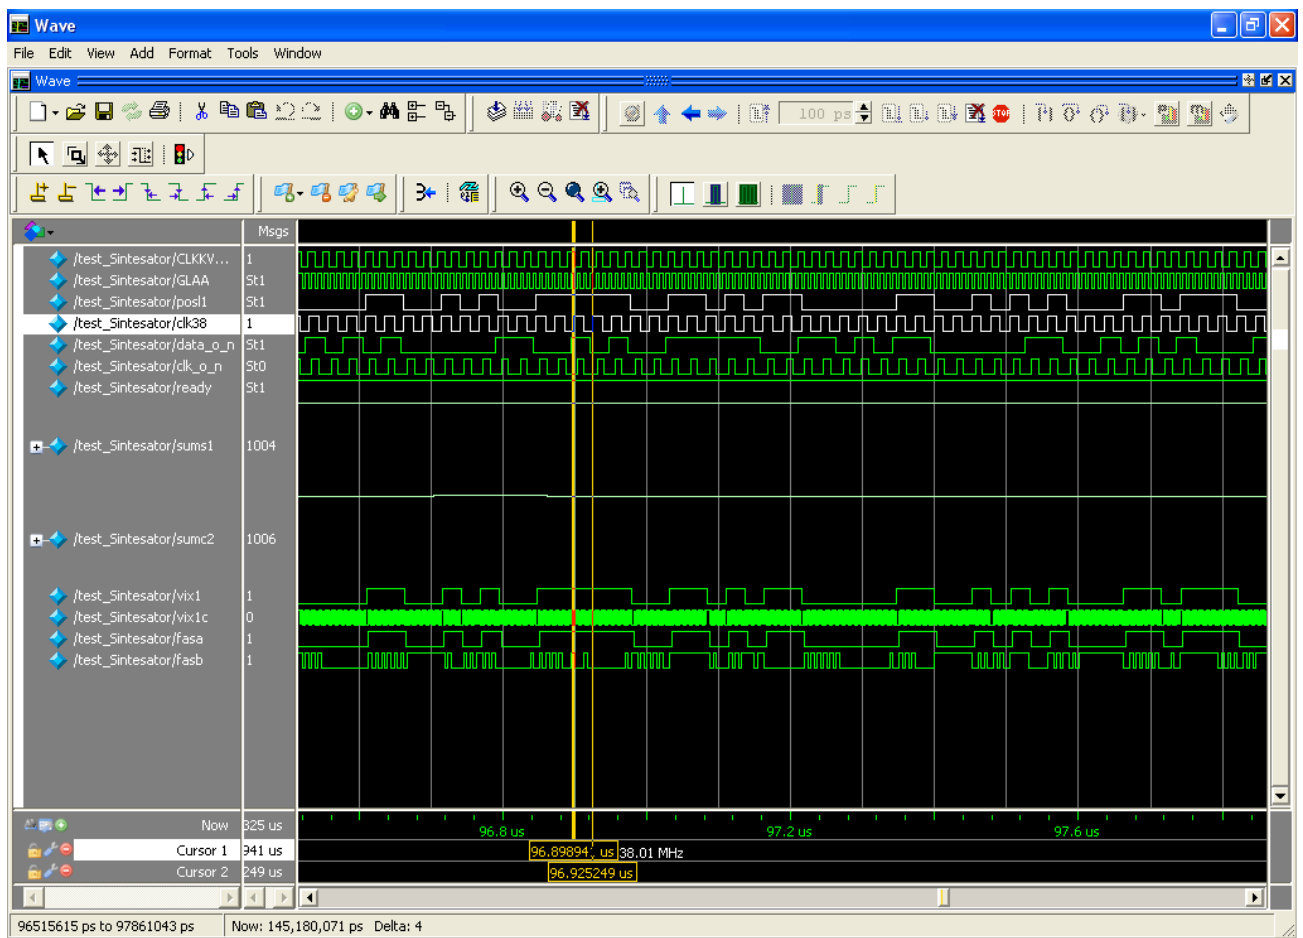 Wave
File Edit View Add Format Tools Window
Wave
100 ps
STOP
Msgs
/test_Sintesator/CLKKV... 1
/test_Sintesator/GLAA St1
/test_Sintesator/posl1 St1
/test_Sintesator/clk38 1
/test_Sintesator/data_o_n St1
/test_Sintesator/clk_o_n St0
/test_Sintesator/ready St1
/test_Sintesator/sums1 1004
/test_Sintesator/sumc2 1006
/test_Sintesator/vix1 1
/test_Sintesator/vix1c 0
/test_Sintesator/fasa 1
/test_Sintesator/fasb 1
Now 325 us 96.8 us 97.2 us 97.6 us
Cursor 1 941 us 96.89894 us 38.01 MHz
Cursor 2 249 us 96.925249 us
96515615 ps to 97861043 ps Now: 145,180,071 ps Delta: 4